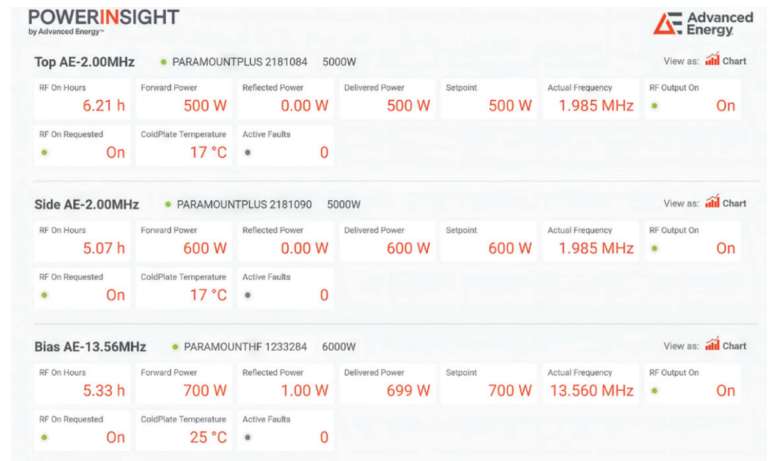 POWERINSIGHT
by Advanced Energy™
Advanced
Energy.
Top AE-2.00MHz PARAMOUNTPLUS 2181084 5000W View as: Chart
RF On Hours Forward Power Reflected Power Delivered Power Setpoint Actual Frequency RF Output On
6.21 h 500 W 0.00 W 500 W 500 W 1.985 MHz On
RF On Requested ColdPlate Temperature Active Faults
On 17 °C 0
Side AE-2.00MHz PARAMOUNTPLUS 2181090 5000W View as: Chart
RF On Hours Forward Power Reflected Power Delivered Power Setpoint Actual Frequency RF Output On
5.07 h 600 W 0.00 W 600 W 600 W 1.985 MHz On
RF On Requested ColdPlate Temperature Active Faults
On 17 °C 0
Bias AE-13.56MHz PARAMOUNTHF 1233284 6000W View as: Chart
RF On Hours Forward Power Reflected Power Delivered Power Setpoint Actual Frequency RF Output On
5.33 h 700 W 1.00 W 699 W 700 W 13.560 MHz On
RF On Requested ColdPlate Temperature Active Faults
On 25 °C 0